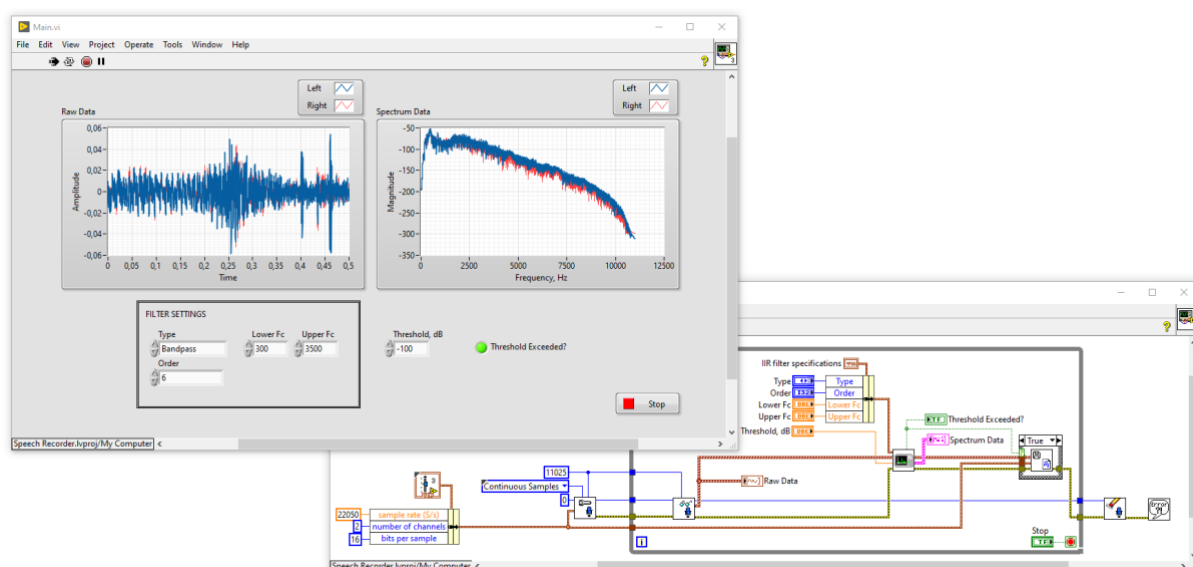 Main.vi
File Edit View Project Operate Tools Window Help
3
Left
Right
Raw Data
Left
Right
Spectrum Data
0,06
0,04
0,02
0
-0,02
-0,04
-0,06
Amplitude
0 0,05 0,1 0,15 0,2 0,25 0,3 0,35 0,4 0,45 0,5
Time
-50
-100
-150
-200
-250
-300
-350
Magnitude
0 2500 5000 7500 10000 12500
Frequency, Hz
FILTER SETTINGS
Type
Bandpass
Lower Fc
300
Upper Fc
3500
Order
6
Threshold, dB
-100
Threshold Exceeded?
Stop
Speech Recorder.lvproj/My Computer
IIR filter specifications
Type Type
Order Order
Lower Fc Lower Fc
Upper Fc Upper Fc
Threshold, dB
Threshold Exceeded?
Spectrum Data
True
Raw Data
11025
Continuous Samples
0
22050 sample rate (S/s)
2 number of channels
16 bits per sample
i
Stop
TF
Speech Recorder.lvproj/My Computer